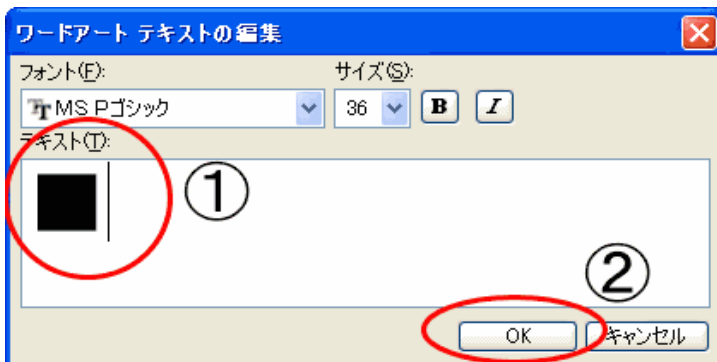 ワードアート テキストの編集
フォント(F): サイズ(S):
MS Pゴシック 36 B I
テキスト(T):
■ ①
②
OK キャンセル